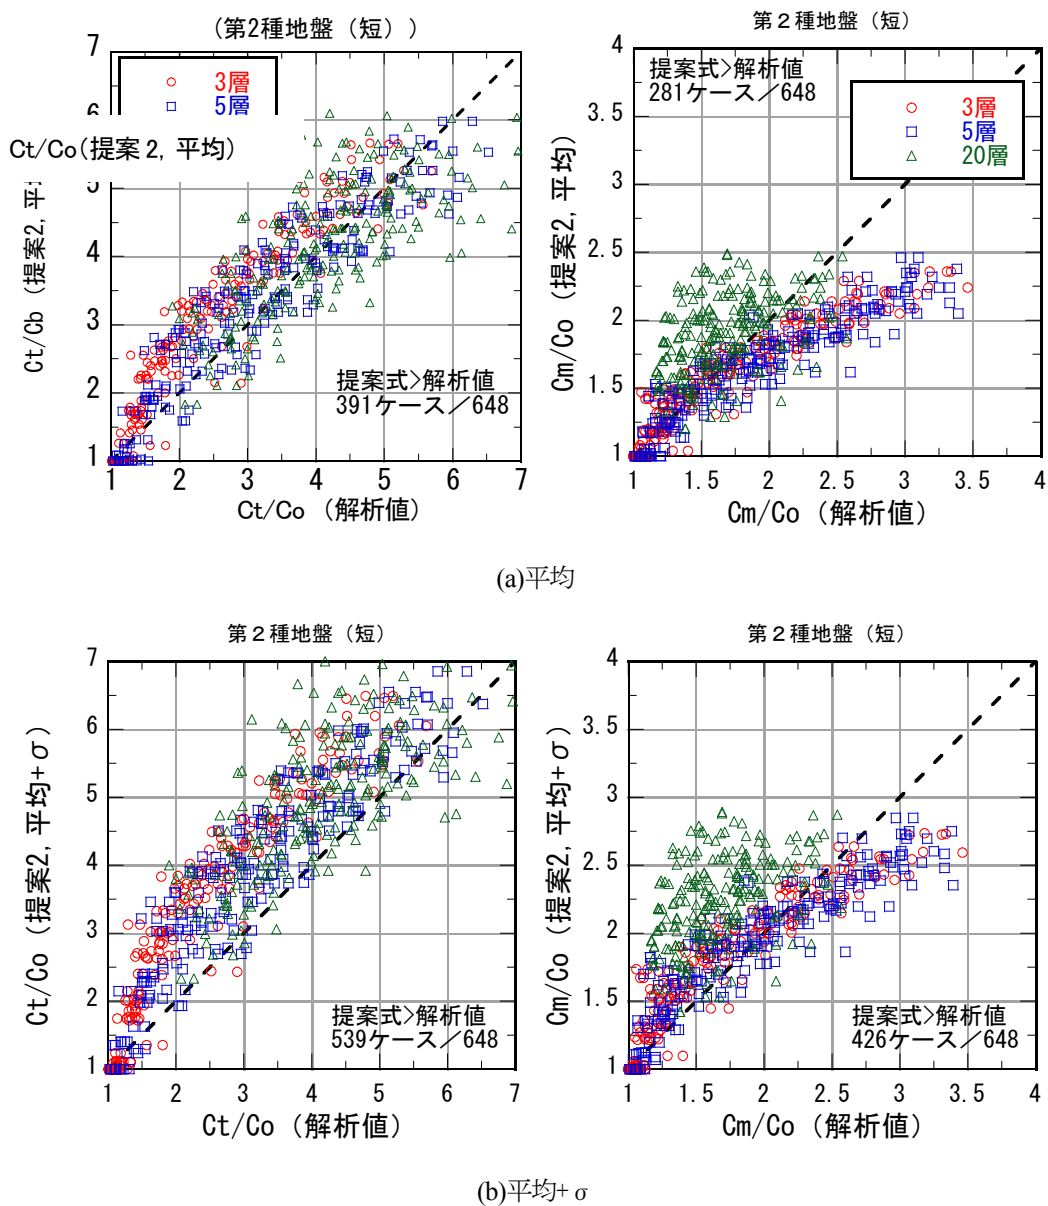 (第2種地盤（短）)
7
6
5
4
3
2
1
3層
5層
Ct/Co(提案 2, 平均)
Ct/Cb (提案2, 平
提案式>解析値
391ケース／648
1 2 3 4 5 6 7
Ct/Co (解析値)
第２種地盤（短）
4
3.5
3
2.5
2
1.5
1
提案式>解析値
281ケース／648
3層
5層
20層
Cm/Co (提案2, 平均)
1 1.5 2 2.5 3 3.5 4
Cm/Co (解析値)
(a)平均
第２種地盤（短）
7
6
5
4
3
2
1
Ct/Co (提案2, 平均+σ)
提案式>解析値
539ケース／648
1 2 3 4 5 6 7
Ct/Co (解析値)
第２種地盤（短）
4
3.5
3
2.5
2
1.5
1
Cm/Co (提案2, 平均+σ)
提案式>解析値
426ケース／648
1 1.5 2 2.5 3 3.5 4
Cm/Co (解析値)
(b)平均+ σ